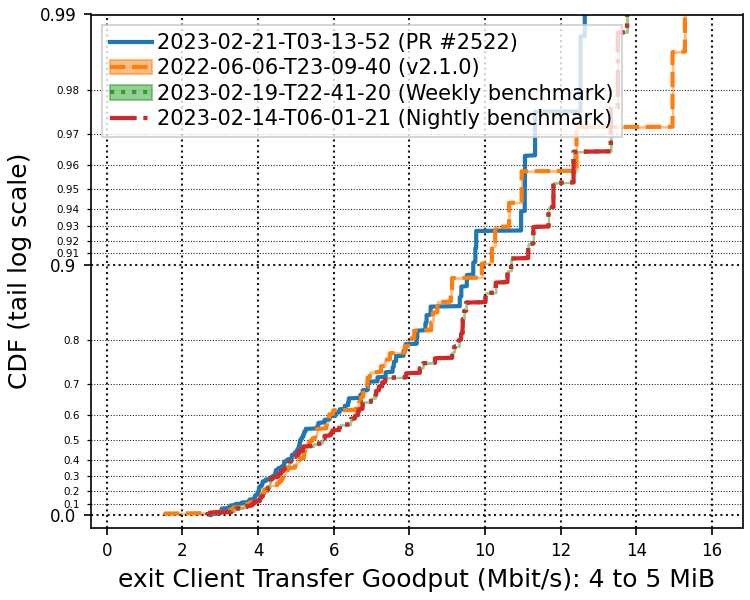 0.99
2023-02-21-T03-13-52 (PR #2522)
2022-06-06-T23-09-40 (v2.1.0)
2023-02-19-T22-41-20 (Weekly benchmark)
2023-02-14-T06-01-21 (Nightly benchmark)
0.98
0.97
0.96
0.95
0.94
0.93
0.92
0.91
0.9
0.8
0.7
0.6
0.5
0.4
0.3
0.2
0.1
0.0
CDF (tail log scale)
0 2 4 6 8 10 12 14 16
exit Client Transfer Goodput (Mbit/s): 4 to 5 MiB